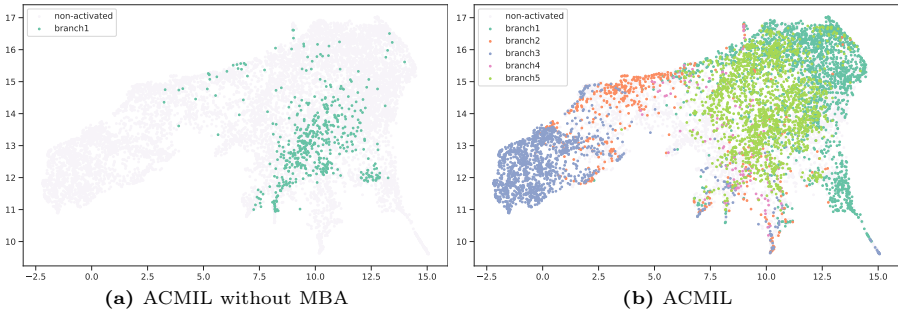 non-activated
branch1
17
16
15
14
13
12
11
10
−2.5 0.0 2.5 5.0 7.5 10.0 12.5 15.0
(a) ACMIL without MBA
non-activated
branch1
branch2
branch3
branch4
branch5
17
16
15
14
13
12
11
10
−2.5 0.0 2.5 5.0 7.5 10.0 12.5 15.0
(b) ACMIL